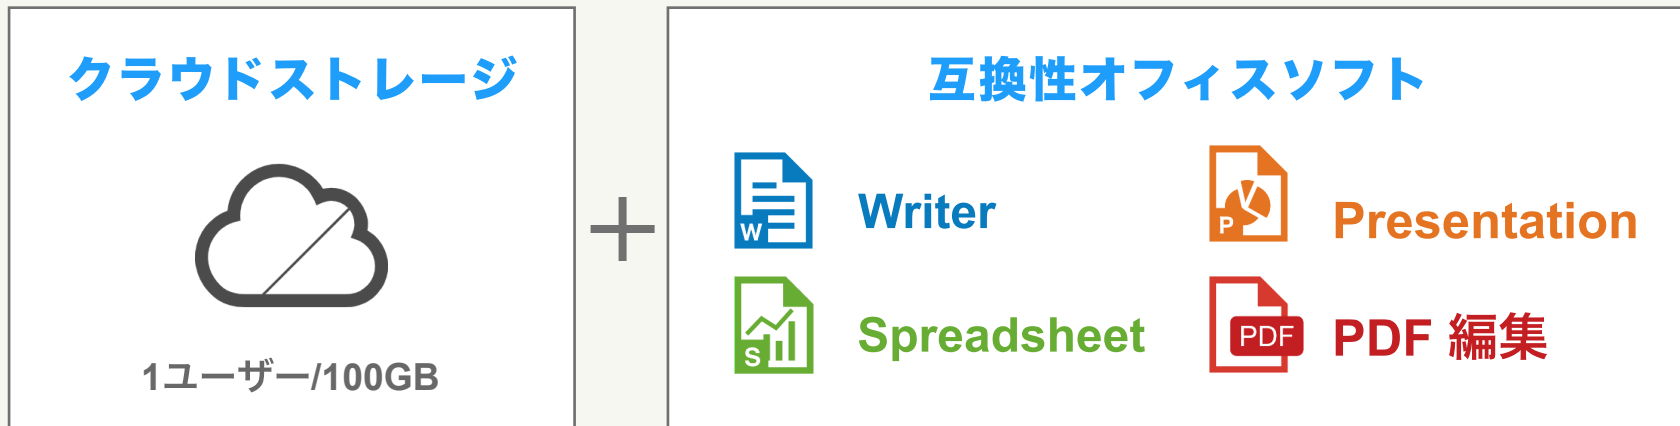 クラウドストレージ
1ユーザー/100GB
+
互換性オフィスソフト
W
Writer
P
Presentation
S
Spreadsheet
PDF
PDF 編集